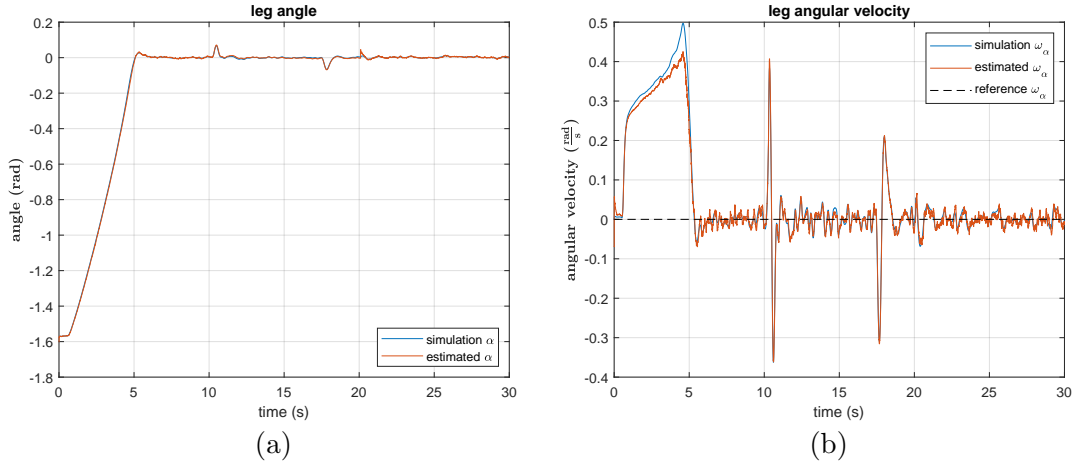 leg angle
0.2
0
-0.2
-0.4
-0.6
-0.8
-1
-1.2
-1.4
-1.6
-1.8
angle (rad)
simulation α
estimated α
0 5 10 15 20 25 30
time (s)
(a)
leg angular velocity
0.5
0.4
0.3
0.2
0.1
0
-0.1
-0.2
-0.3
-0.4
angular velocity (rad/s)
simulation ω_α
estimated ω_α
reference ω_α
0 5 10 15 20 25 30
time (s)
(b)